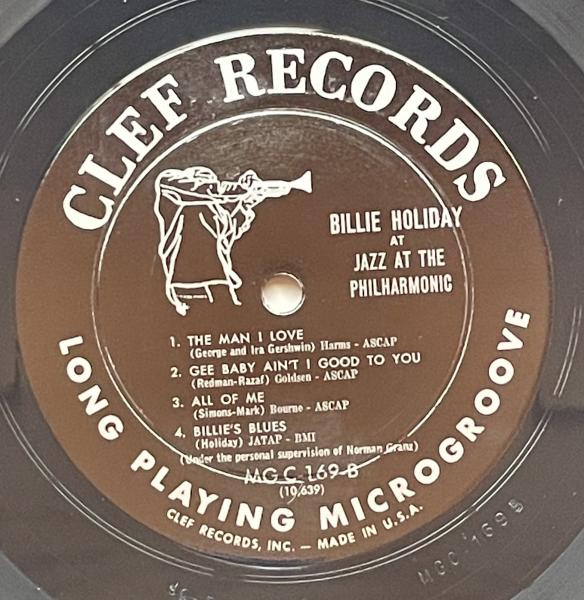 CLEF RECORDS
BILLIE HOLIDAY
AT
JAZZ AT THE
PHILHARMONIC
1. THE MAN I LOVE
(George and Ira Gershwin) Harms - ASCAP
2. GEE BABY AIN'T I GOOD TO YOU
(Redman-Razaf) Goldsen - ASCAP
3. ALL OF ME
(Simons-Mark) Bourne - ASCAP
4. BILLIE'S BLUES
(Holiday) JATAP - BMI
(Under the personal supervision of Norman Granz)
MG C 169-B
(10,639)
LONG PLAYING MICROGROOVE
CLEF RECORDS, INC. — MADE IN U.S.A.
MGC 169 B